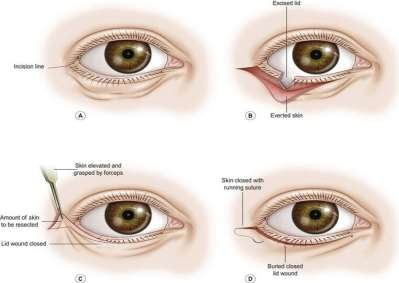 Incision line
A
Excised lid
Everted skin
B
Skin elevated and
grasped by forceps
Amount of skin
to be resected
Lid wound closed
C
Skin closed with
running suture
Buried closed
lid wound
D